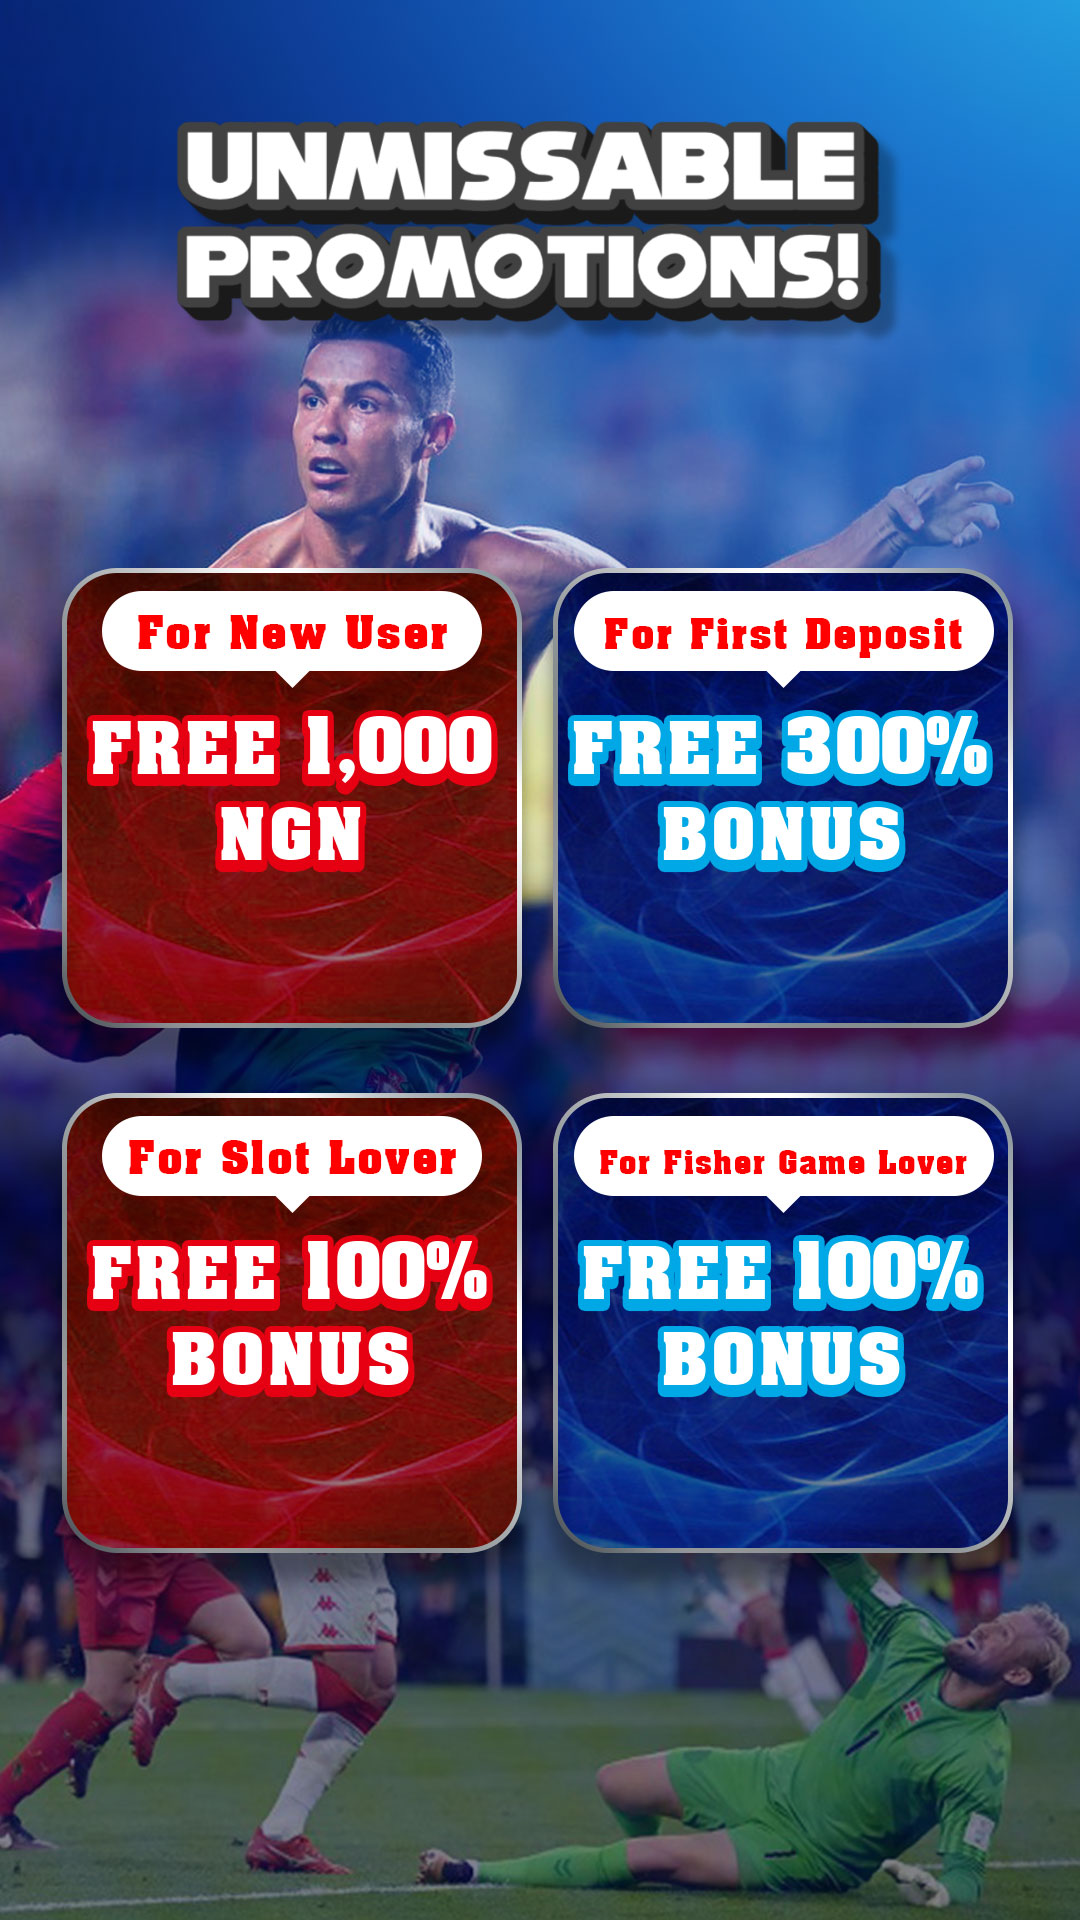 UNMISSABLE
PROMOTIONS!
For New User
FREE 1,000
NGN
For First Deposit
FREE 300%
BONUS
For Slot Lover
FREE 100%
BONUS
For Fisher Game Lover
FREE 100%
BONUS
1